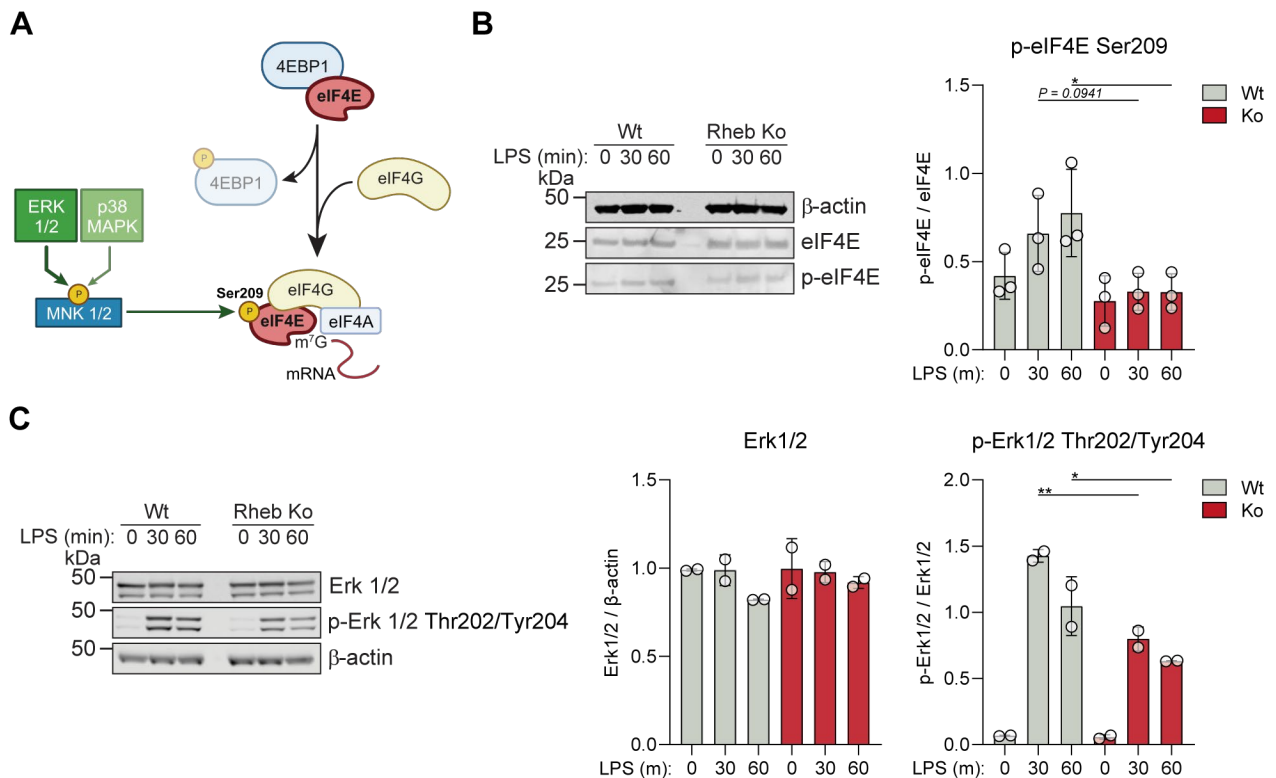 A
4EBP1
eIF4E
P
4EBP1
eIF4G
ERK
1/2
p38
MAPK
P
MNK 1/2
Ser209
P
eIF4G
eIF4E
eIF4A
m7G
mRNA
B
Wt Rheb Ko
LPS (min): 0 30 60 0 30 60
kDa
50
β-actin
25
eIF4E
25
p-eIF4E
p-eIF4E Ser209
1.5
1.0
0.5
0.0
p-eIF4E / eIF4E
*
P = 0.0941
Wt
Ko
LPS (m): 0 30 60 0 30 60
C
Wt Rheb Ko
LPS (min): 0 30 60 0 30 60
kDa
50
Erk 1/2
50
p-Erk 1/2 Thr202/Tyr204
50
β-actin
Erk1/2
1.5
1.0
0.5
0.0
Erk1/2 / β-actin
LPS (m): 0 30 60 0 30 60
p-Erk1/2 Thr202/Tyr204
2.0
1.5
1.0
0.5
0.0
p-Erk1/2 / Erk1/2
*
**
Wt
Ko
LPS (m): 0 30 60 0 30 60